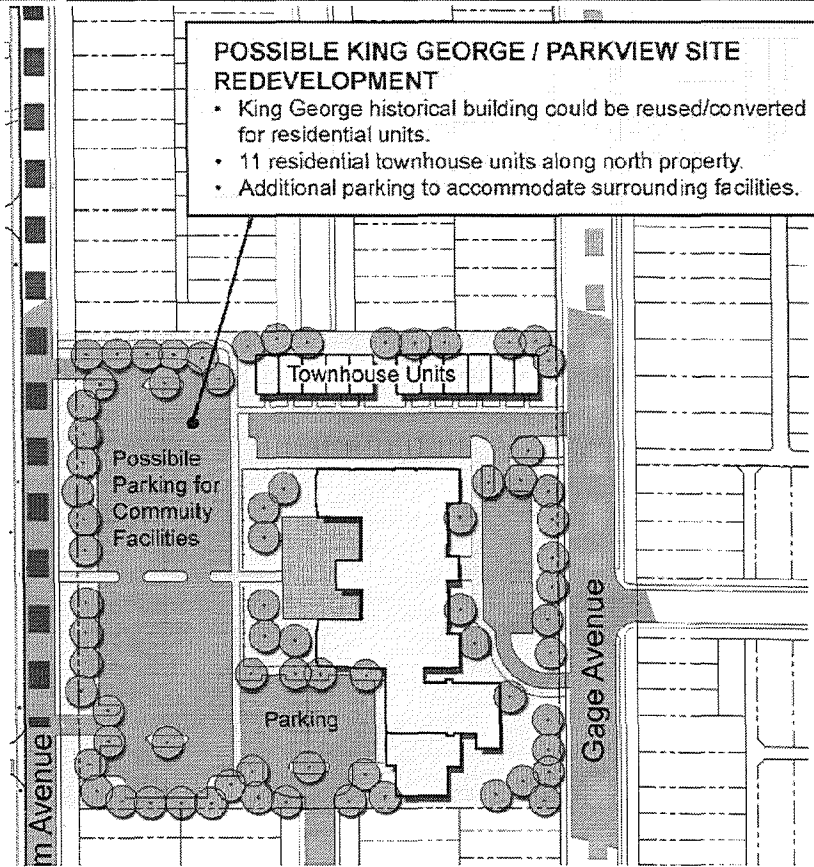 POSSIBLE KING GEORGE / PARKVIEW SITE
REDEVELOPMENT
• King George historical building could be reused/converted
for residential units.
• 11 residential townhouse units along north property.
• Additional parking to accommodate surrounding facilities.
Townhouse Units
Possibile
Parking for
Commuity
Facilities
Parking
Gage Avenue
m Avenue